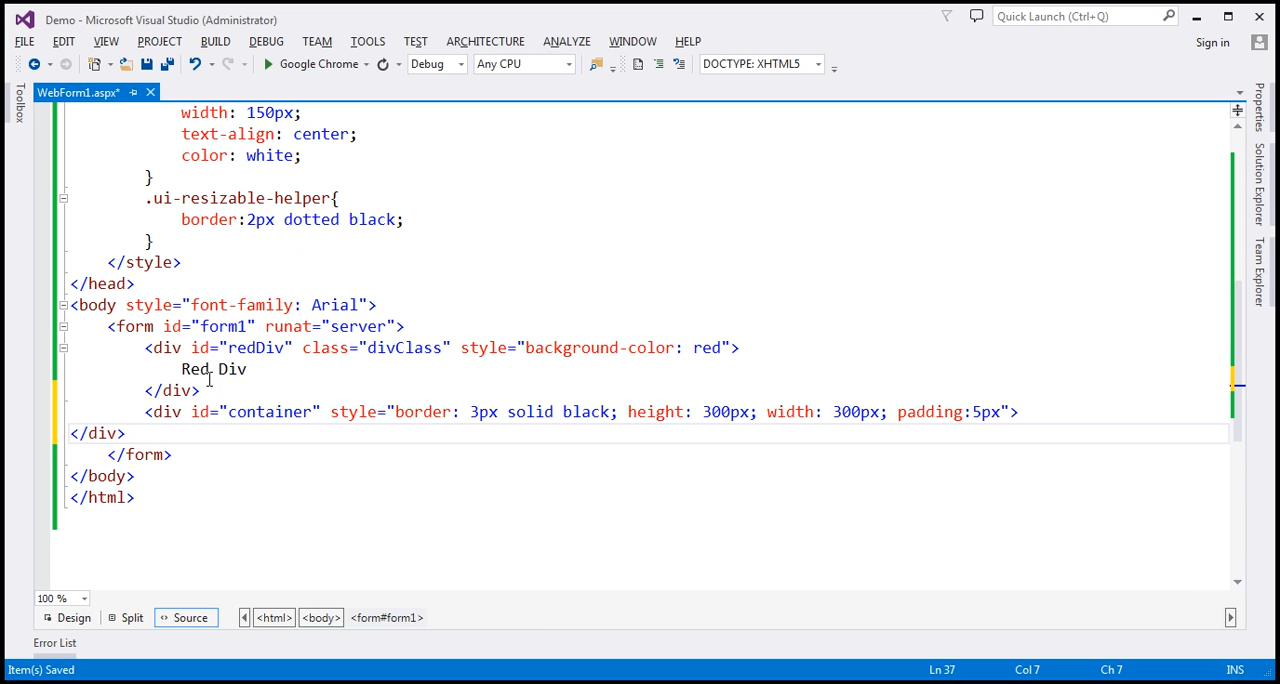 Demo - Microsoft Visual Studio (Administrator)
Quick Launch (Ctrl+Q)
FILE EDIT VIEW PROJECT BUILD DEBUG TEAM TOOLS TEST ARCHITECTURE ANALYZE WINDOW HELP
Sign in
Google Chrome Debug Any CPU DOCTYPE: XHTML5
Toolbox
WebForm1.aspx*
Properties
Solution Explorer
Team Explorer
width: 150px;
text-align: center;
color: white;
}
.ui-resizable-helper{
border:2px dotted black;
}
</style>
</head>
<body style="font-family: Arial">
<form id="form1" runat="server">
<div id="redDiv" class="divClass" style="background-color: red">
Red Div
</div>
<div id="container" style="border: 3px solid black; height: 300px; width: 300px; padding:5px">
</div>
</form>
</body>
</html>
100 %
Design Split Source <html> <body> <form#form1>
Error List
Item(s) Saved Ln 37 Col 7 Ch 7 INS